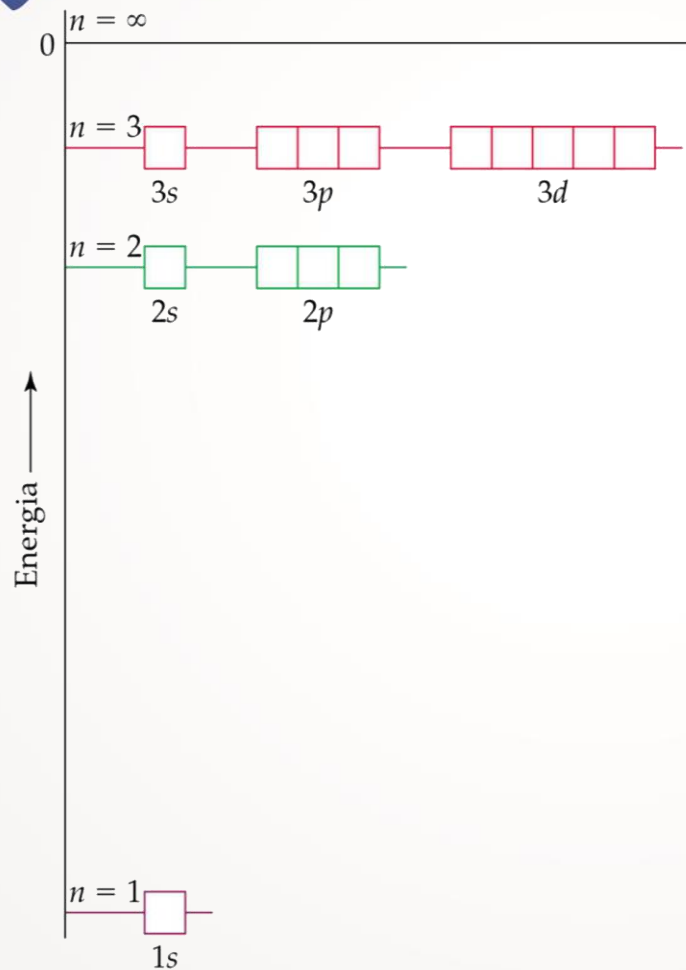 n = ∞
0
n = 3
3s 3p 3d
n = 2
2s 2p
Energia
n = 1
1s